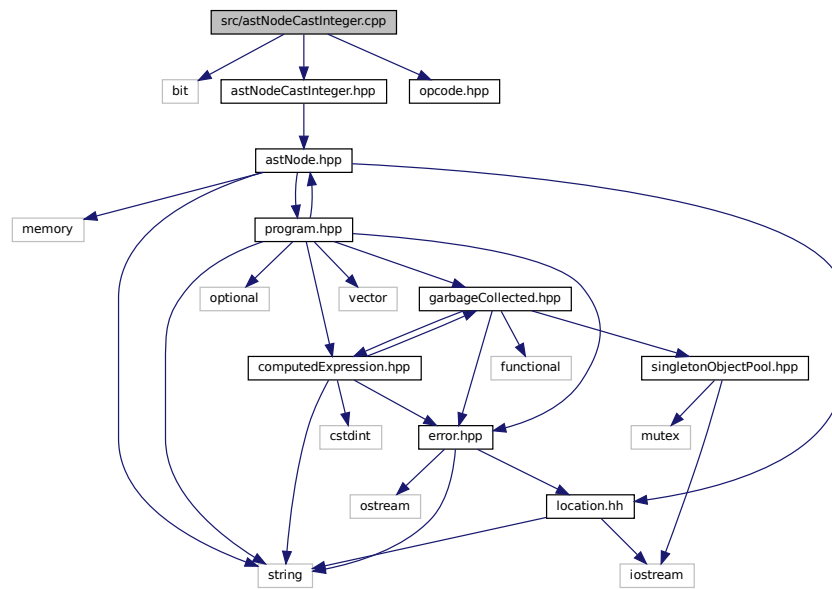 src/astNodeCastInteger.cpp
bit
astNodeCastInteger.hpp
opcode.hpp
astNode.hpp
memory
program.hpp
optional
vector
garbageCollected.hpp
computedExpression.hpp
functional
singletonObjectPool.hpp
cstdint
error.hpp
mutex
ostream
location.hh
string
iostream